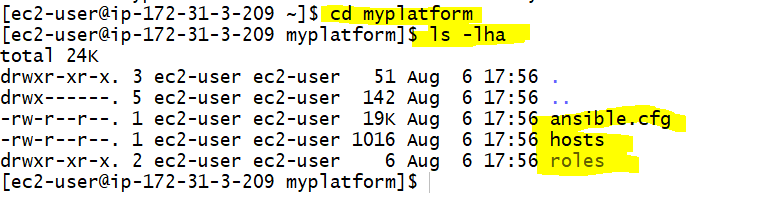 [ec2-user@ip-172-31-3-209 ~]$ cd myplatform
[ec2-user@ip-172-31-3-209 myplatform]$ ls -lha
total 24K
drwxr-xr-x. 3 ec2-user ec2-user   51 Aug  6 17:56 .
drwx------. 5 ec2-user ec2-user  142 Aug  6 17:56 ..
-rw-r--r--. 1 ec2-user ec2-user  19K Aug  6 17:56 ansible.cfg
-rw-r--r--. 1 ec2-user ec2-user 1016 Aug  6 17:56 hosts
drwxr-xr-x. 2 ec2-user ec2-user    6 Aug  6 17:56 roles
[ec2-user@ip-172-31-3-209 myplatform]$